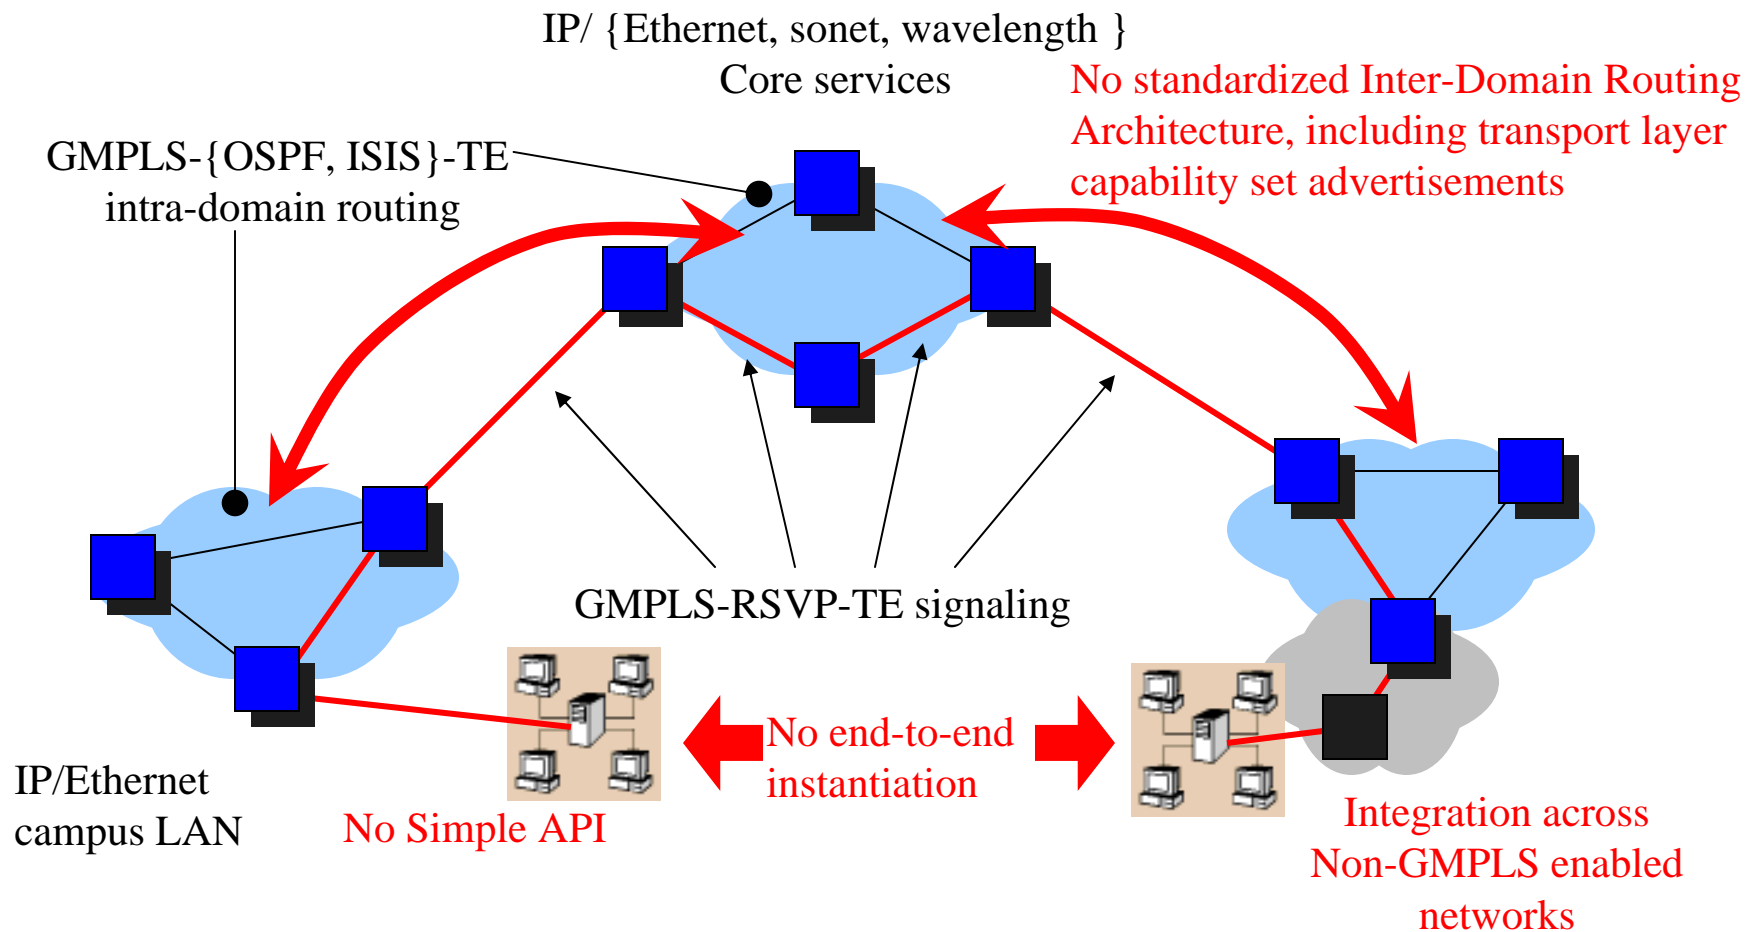 IP/ {Ethernet, sonet, wavelength }
Core services
No standardized Inter-Domain Routing
Architecture, including transport layer
capability set advertisements
GMPLS-{OSPF, ISIS}-TE
intra-domain routing
GMPLS-RSVP-TE signaling
No end-to-end
instantiation
IP/Ethernet
campus LAN
No Simple API
Integration across
Non-GMPLS enabled
networks